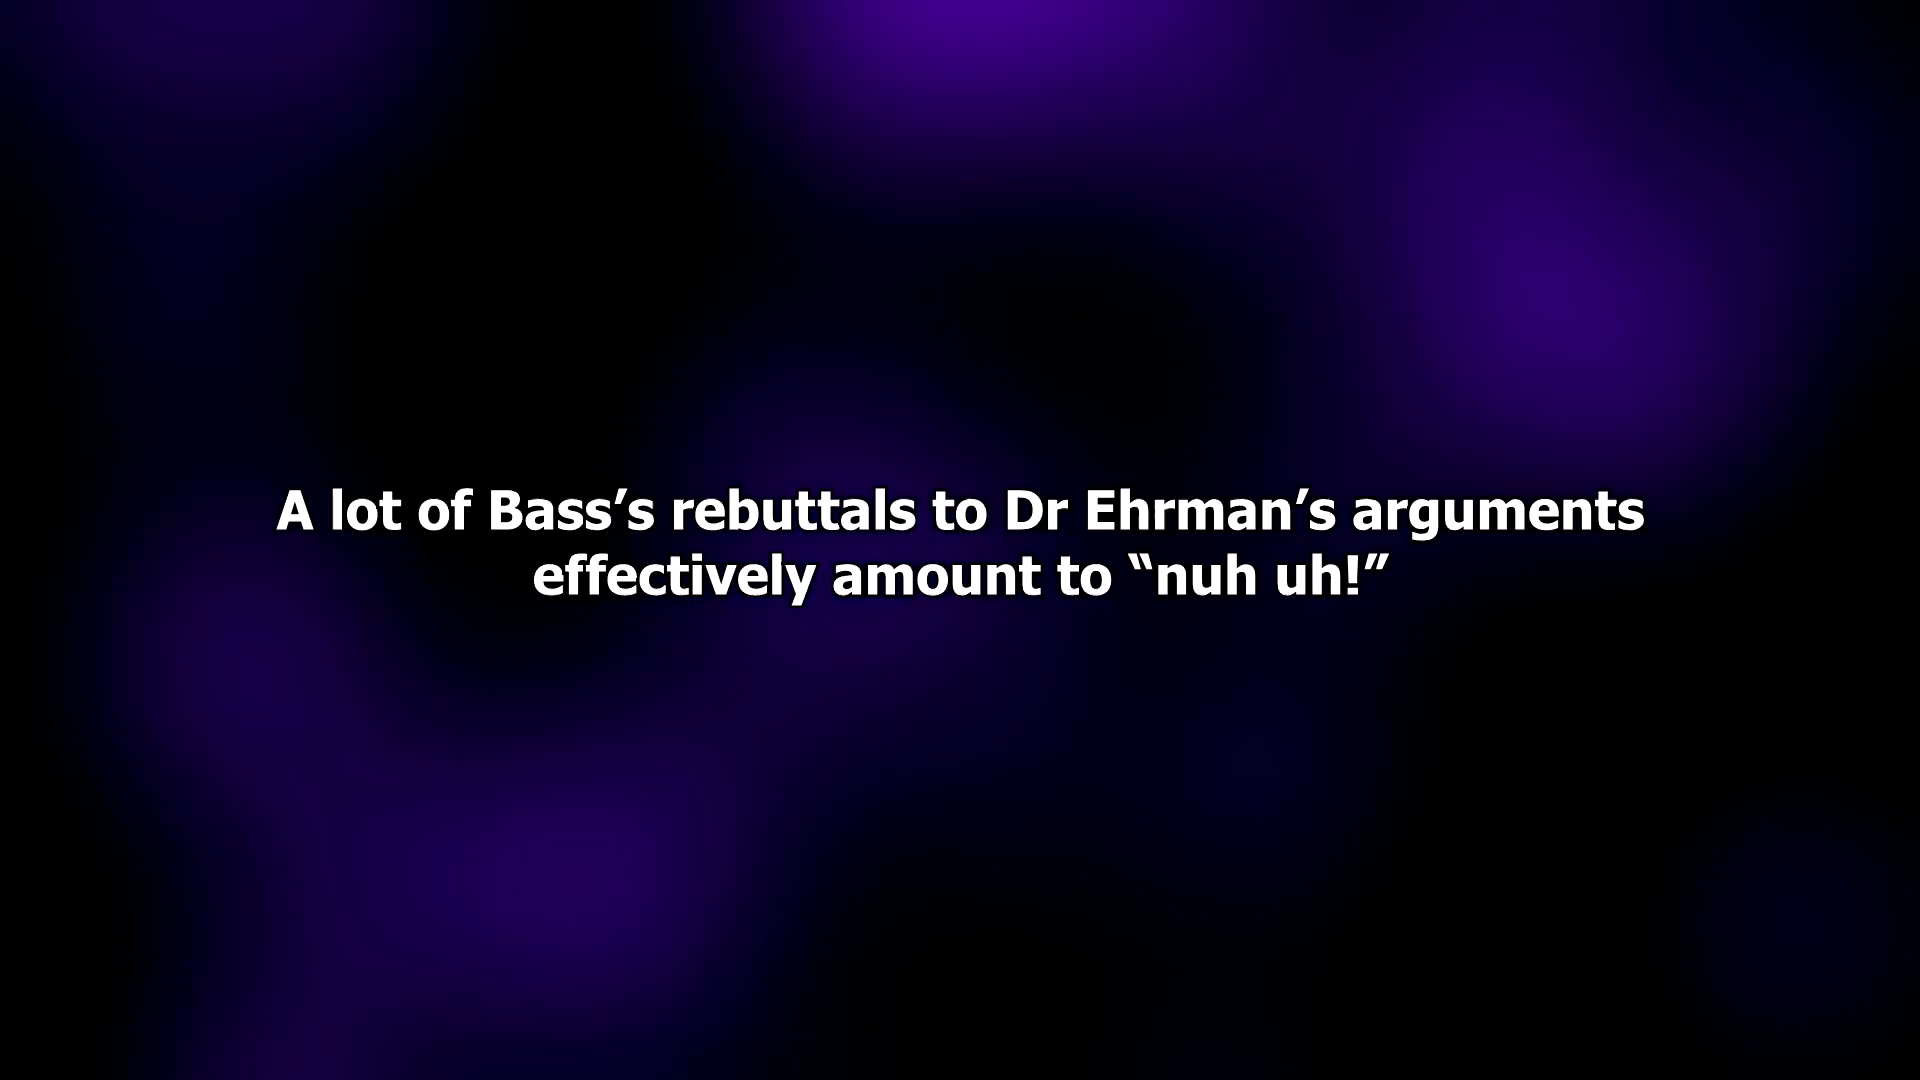 A lot of Bass’s rebuttals to Dr Ehrman’s arguments
effectively amount to “nuh uh!”